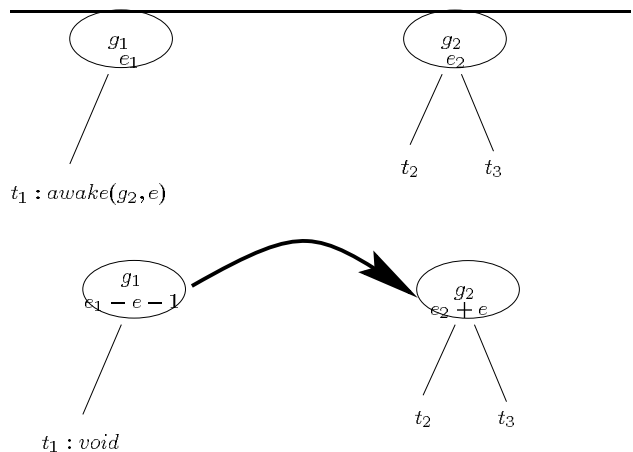 g₁ g₂
e₁ e₂
t₂ t₃
t₁ : awake(g₂, e)
g₁ g₂
e₁ − e − 1 e₂ + e
t₂ t₃
t₁ : void